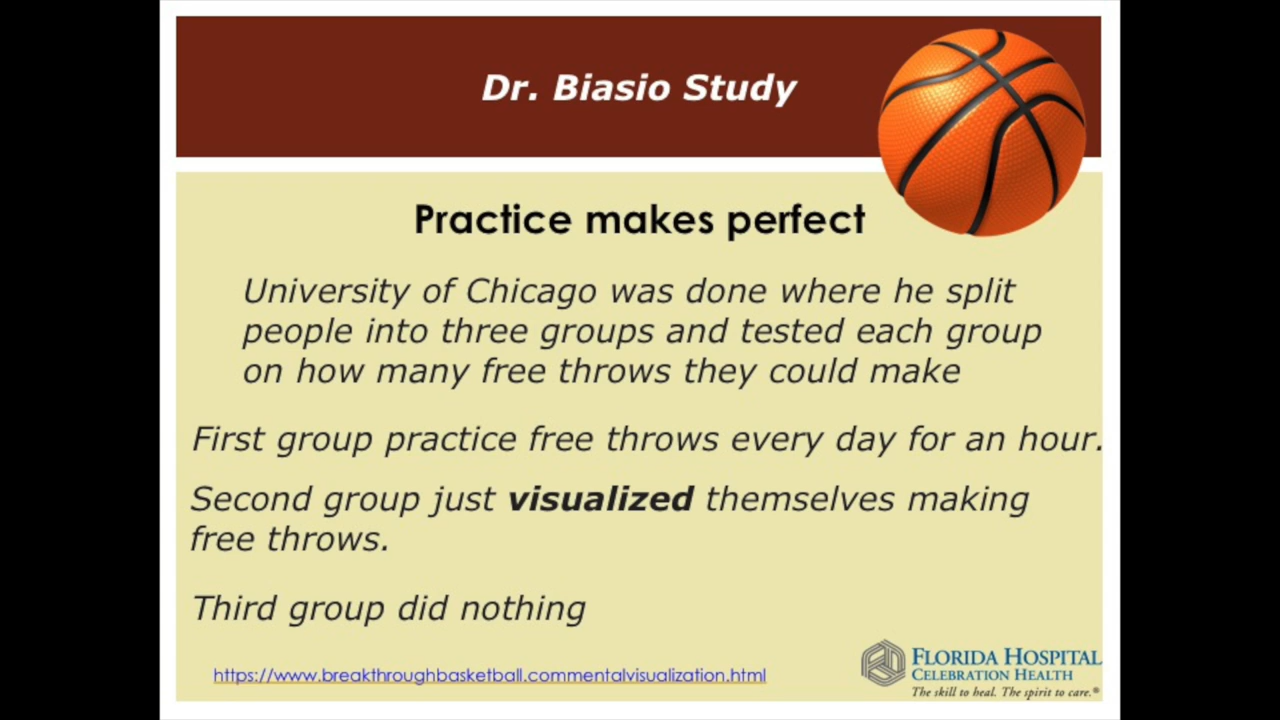 Dr. Biasio Study
Practice makes perfect
University of Chicago was done where he split
people into three groups and tested each group
on how many free throws they could make
First group practice free throws every day for an hour.
Second group just visualized themselves making
free throws.
Third group did nothing
https://www.breakthroughbasketball.commentalvisualization.html
FLORIDA HOSPITAL
CELEBRATION HEALTH
The skill to heal. The spirit to care.®